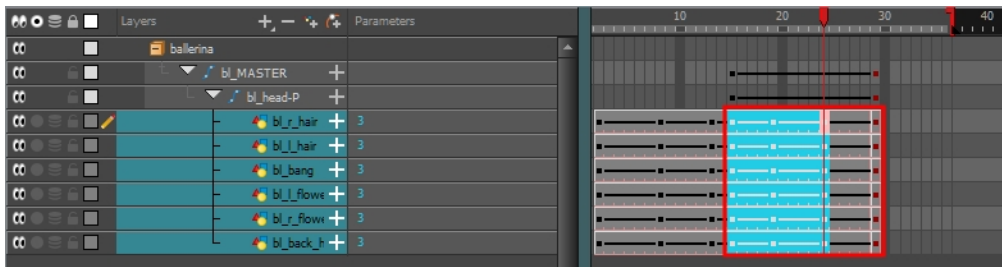 Layers Parameters 10 20 30 40
ballerina
bl_MASTER
bl_head-P
bl_r_hair 3
bl_l_hair 3
bl_bang 3
bl_l_flowe 3
bl_r_flowe 3
bl_back_h 3